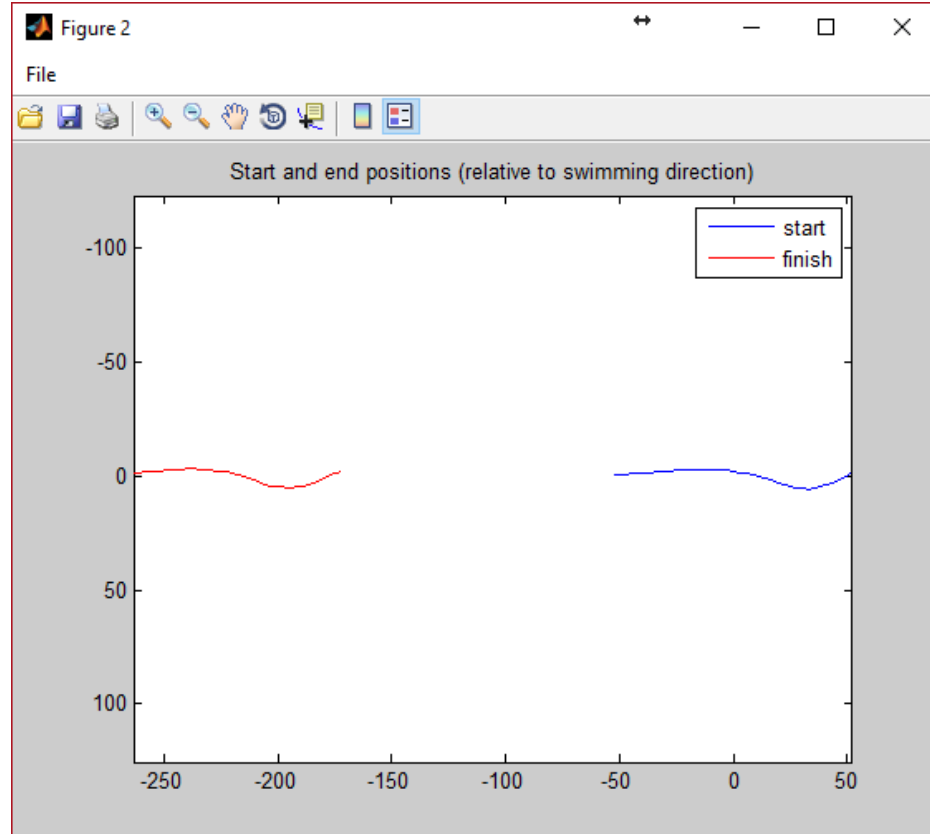 Figure 2
File
Start and end positions (relative to swimming direction)
start
finish
-100
-50
0
50
100
-250 -200 -150 -100 -50 0 50